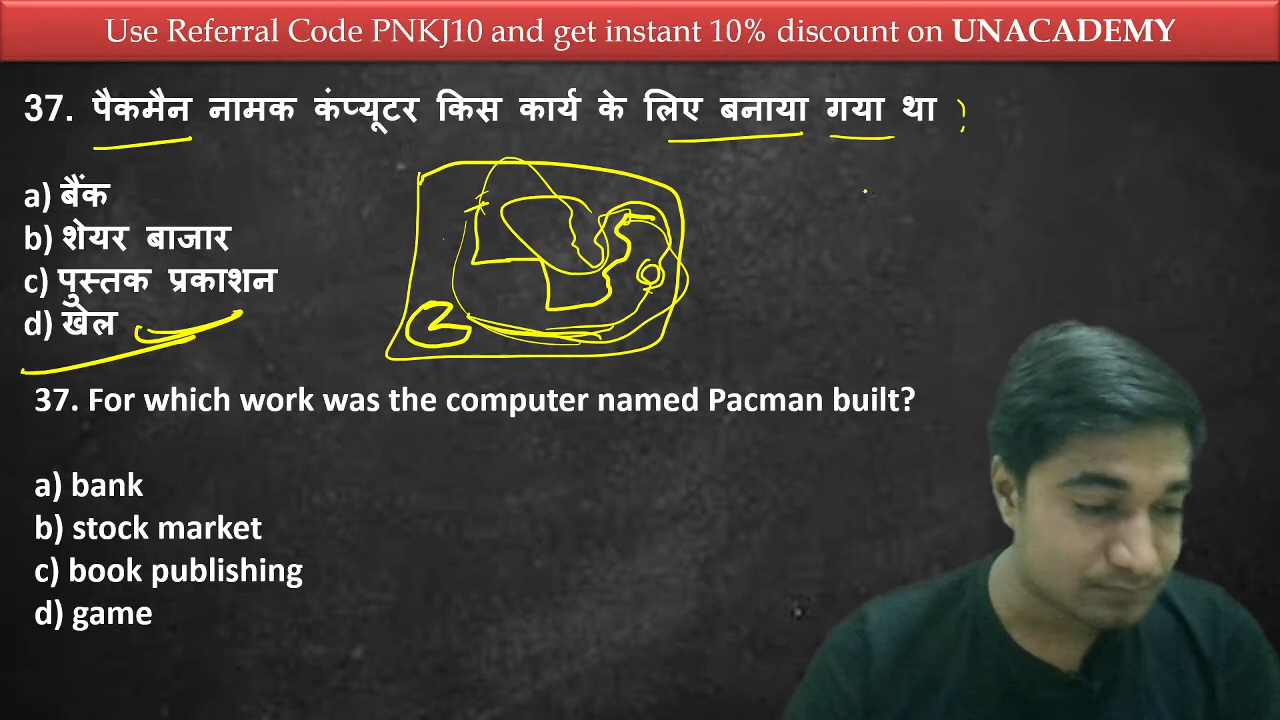 Use Referral Code PNKJ10 and get instant 10% discount on UNACADEMY
37. पैकमैन नामक कंप्यूटर किस कार्य के लिए बनाया गया था ?
a) बैंक
b) शेयर बाजार
c) पुस्तक प्रकाशन
d) खेल
37. For which work was the computer named Pacman built?
a) bank
b) stock market
c) book publishing
d) game